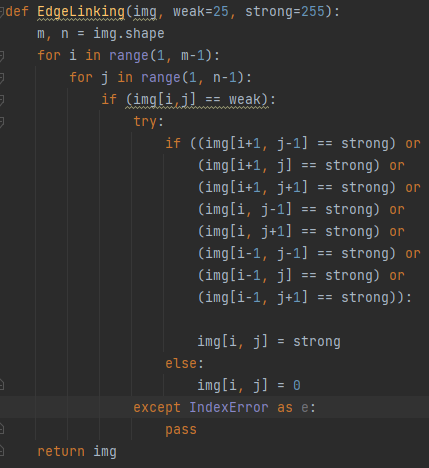 def EdgeLinking(img, weak=25, strong=255):
    m, n = img.shape
    for i in range(1, m-1):
        for j in range(1, n-1):
            if (img[i,j] == weak):
                try:
                    if ((img[i+1, j-1] == strong) or
                        (img[i+1, j] == strong) or
                        (img[i+1, j+1] == strong) or
                        (img[i, j-1] == strong) or
                        (img[i, j+1] == strong) or
                        (img[i-1, j-1] == strong) or
                        (img[i-1, j] == strong) or
                        (img[i-1, j+1] == strong)):

                        img[i, j] = strong
                    else:
                        img[i, j] = 0
                except IndexError as e:
                    pass
    return img